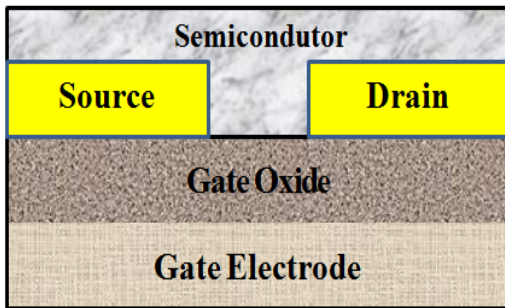 Semicondutor
Source
Drain
Gate Oxide
Gate Electrode